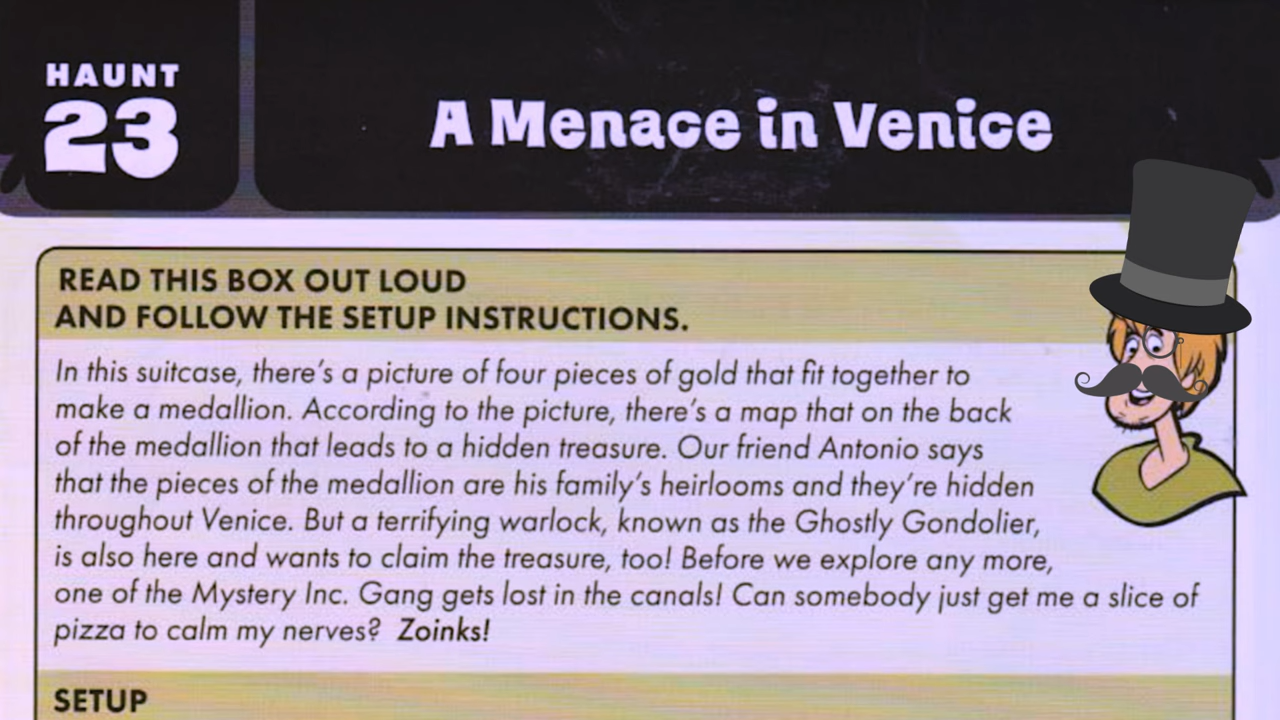 HAUNT
23
A Menace in Venice
READ THIS BOX OUT LOUD
AND FOLLOW THE SETUP INSTRUCTIONS.
In this suitcase, there's a picture of four pieces of gold that fit together to
make a medallion. According to the picture, there's a map that on the back
of the medallion that leads to a hidden treasure. Our friend Antonio says
that the pieces of the medallion are his family's heirlooms and they're hidden
throughout Venice. But a terrifying warlock, known as the Ghostly Gondolier,
is also here and wants to claim the treasure, too! Before we explore any more,
one of the Mystery Inc. Gang gets lost in the canals! Can somebody just get me a slice of
pizza to calm my nerves? Zoinks!
SETUP